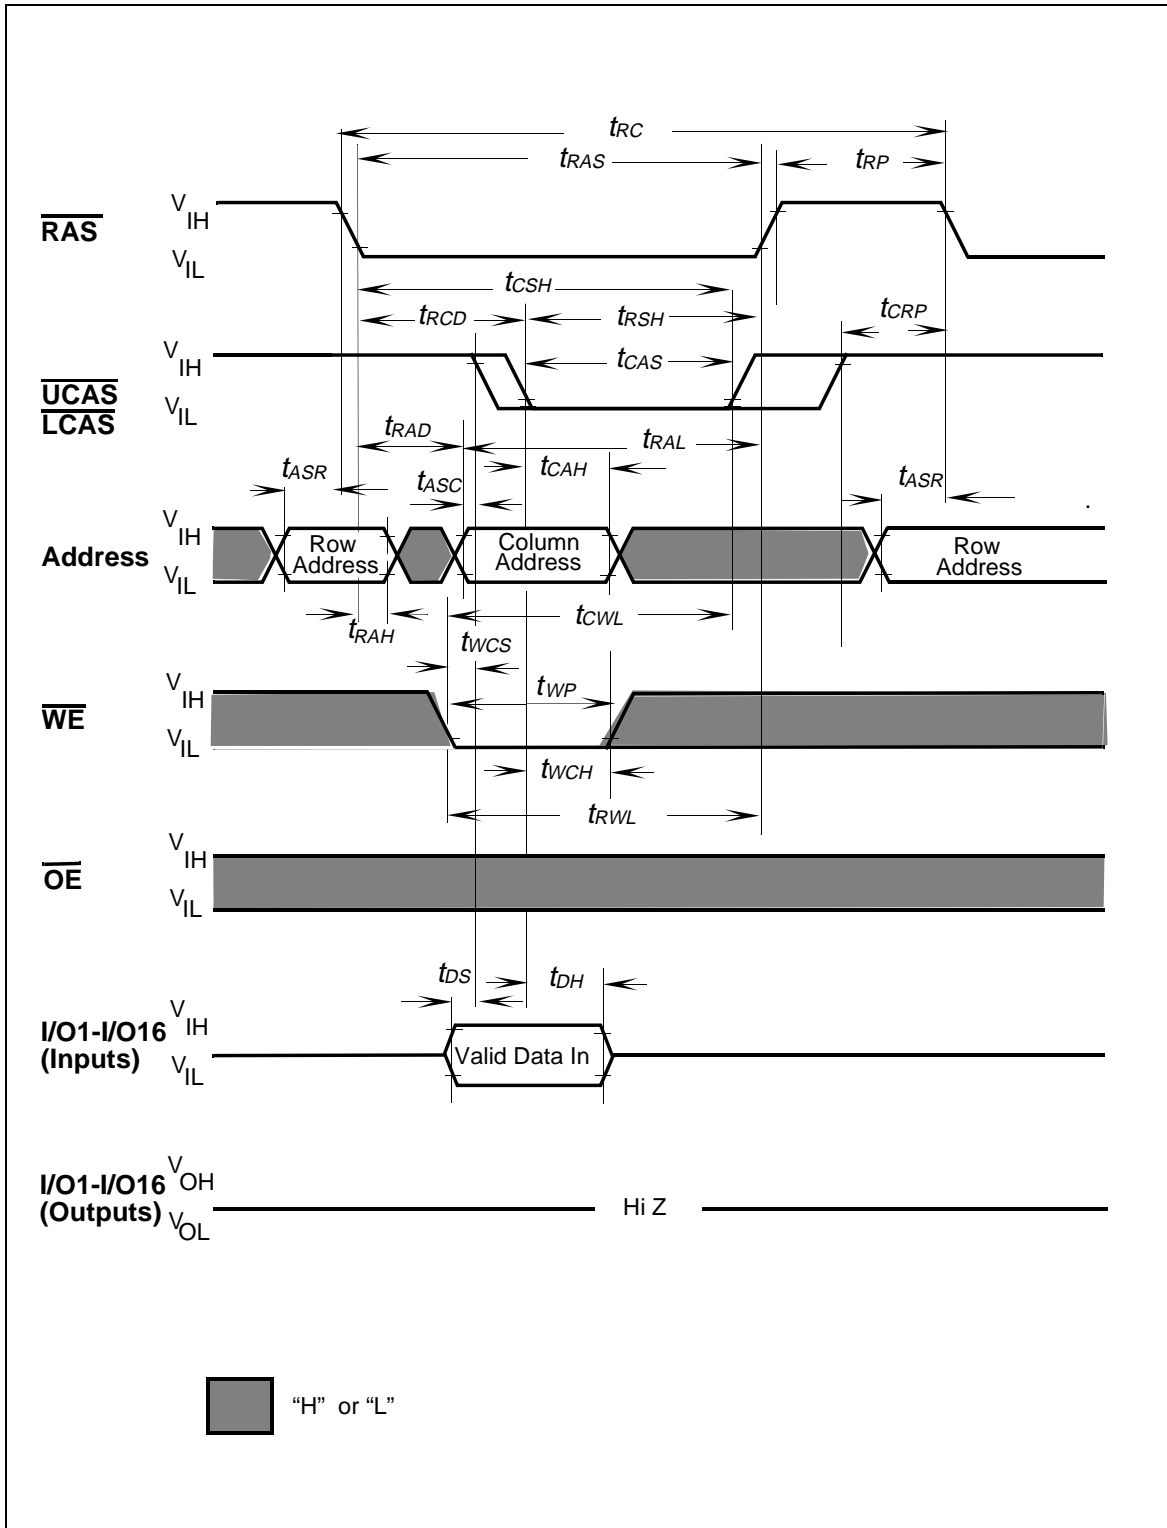 tRC
tRAS
tRP
RAS
VIH
VIL
tCSH
tRCD
tRSH
tCRP
UCAS
LCAS
VIH
VIL
tCAS
tRAD
tRAL
tASR
tASC
tCAH
tASR
Address
VIH
VIL
Row
Address
Column
Address
Row
Address
tRAH
tWCS
tCWL
WE
VIH
VIL
tWP
tWCH
tRWL
OE
VIH
VIL
tDS
tDH
I/O1-I/O16
(Inputs)
VIH
VIL
Valid Data In
I/O1-I/O16
(Outputs)
VOH
VOL
Hi Z
“H” or “L”